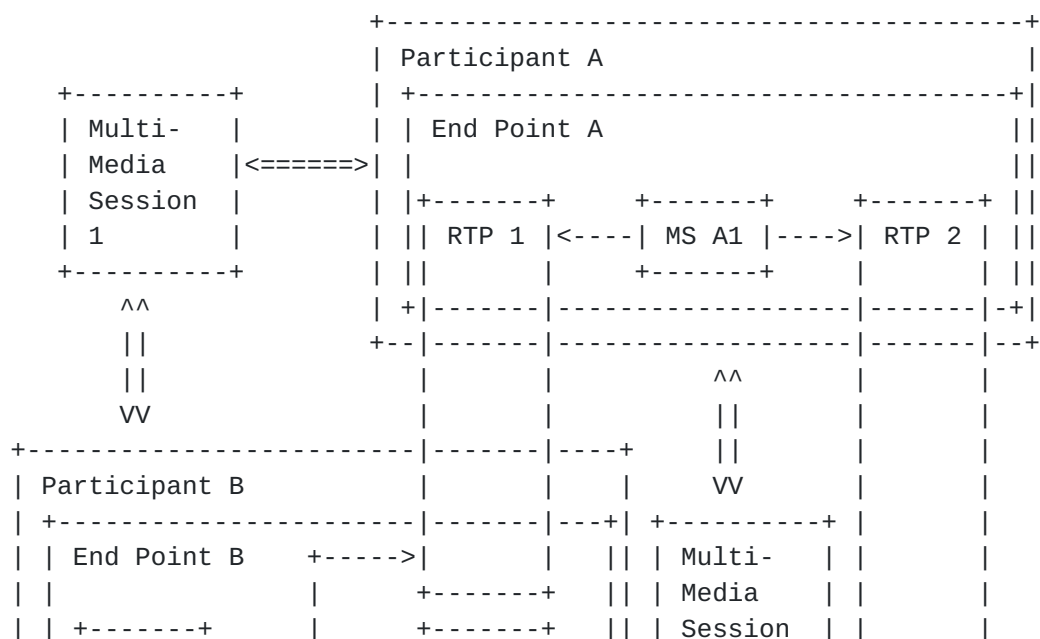 Participant A
Multi-
Media
Session
1
End Point A
RTP 1
MS A1
RTP 2
Participant B
End Point B
Multi-
Media
Session